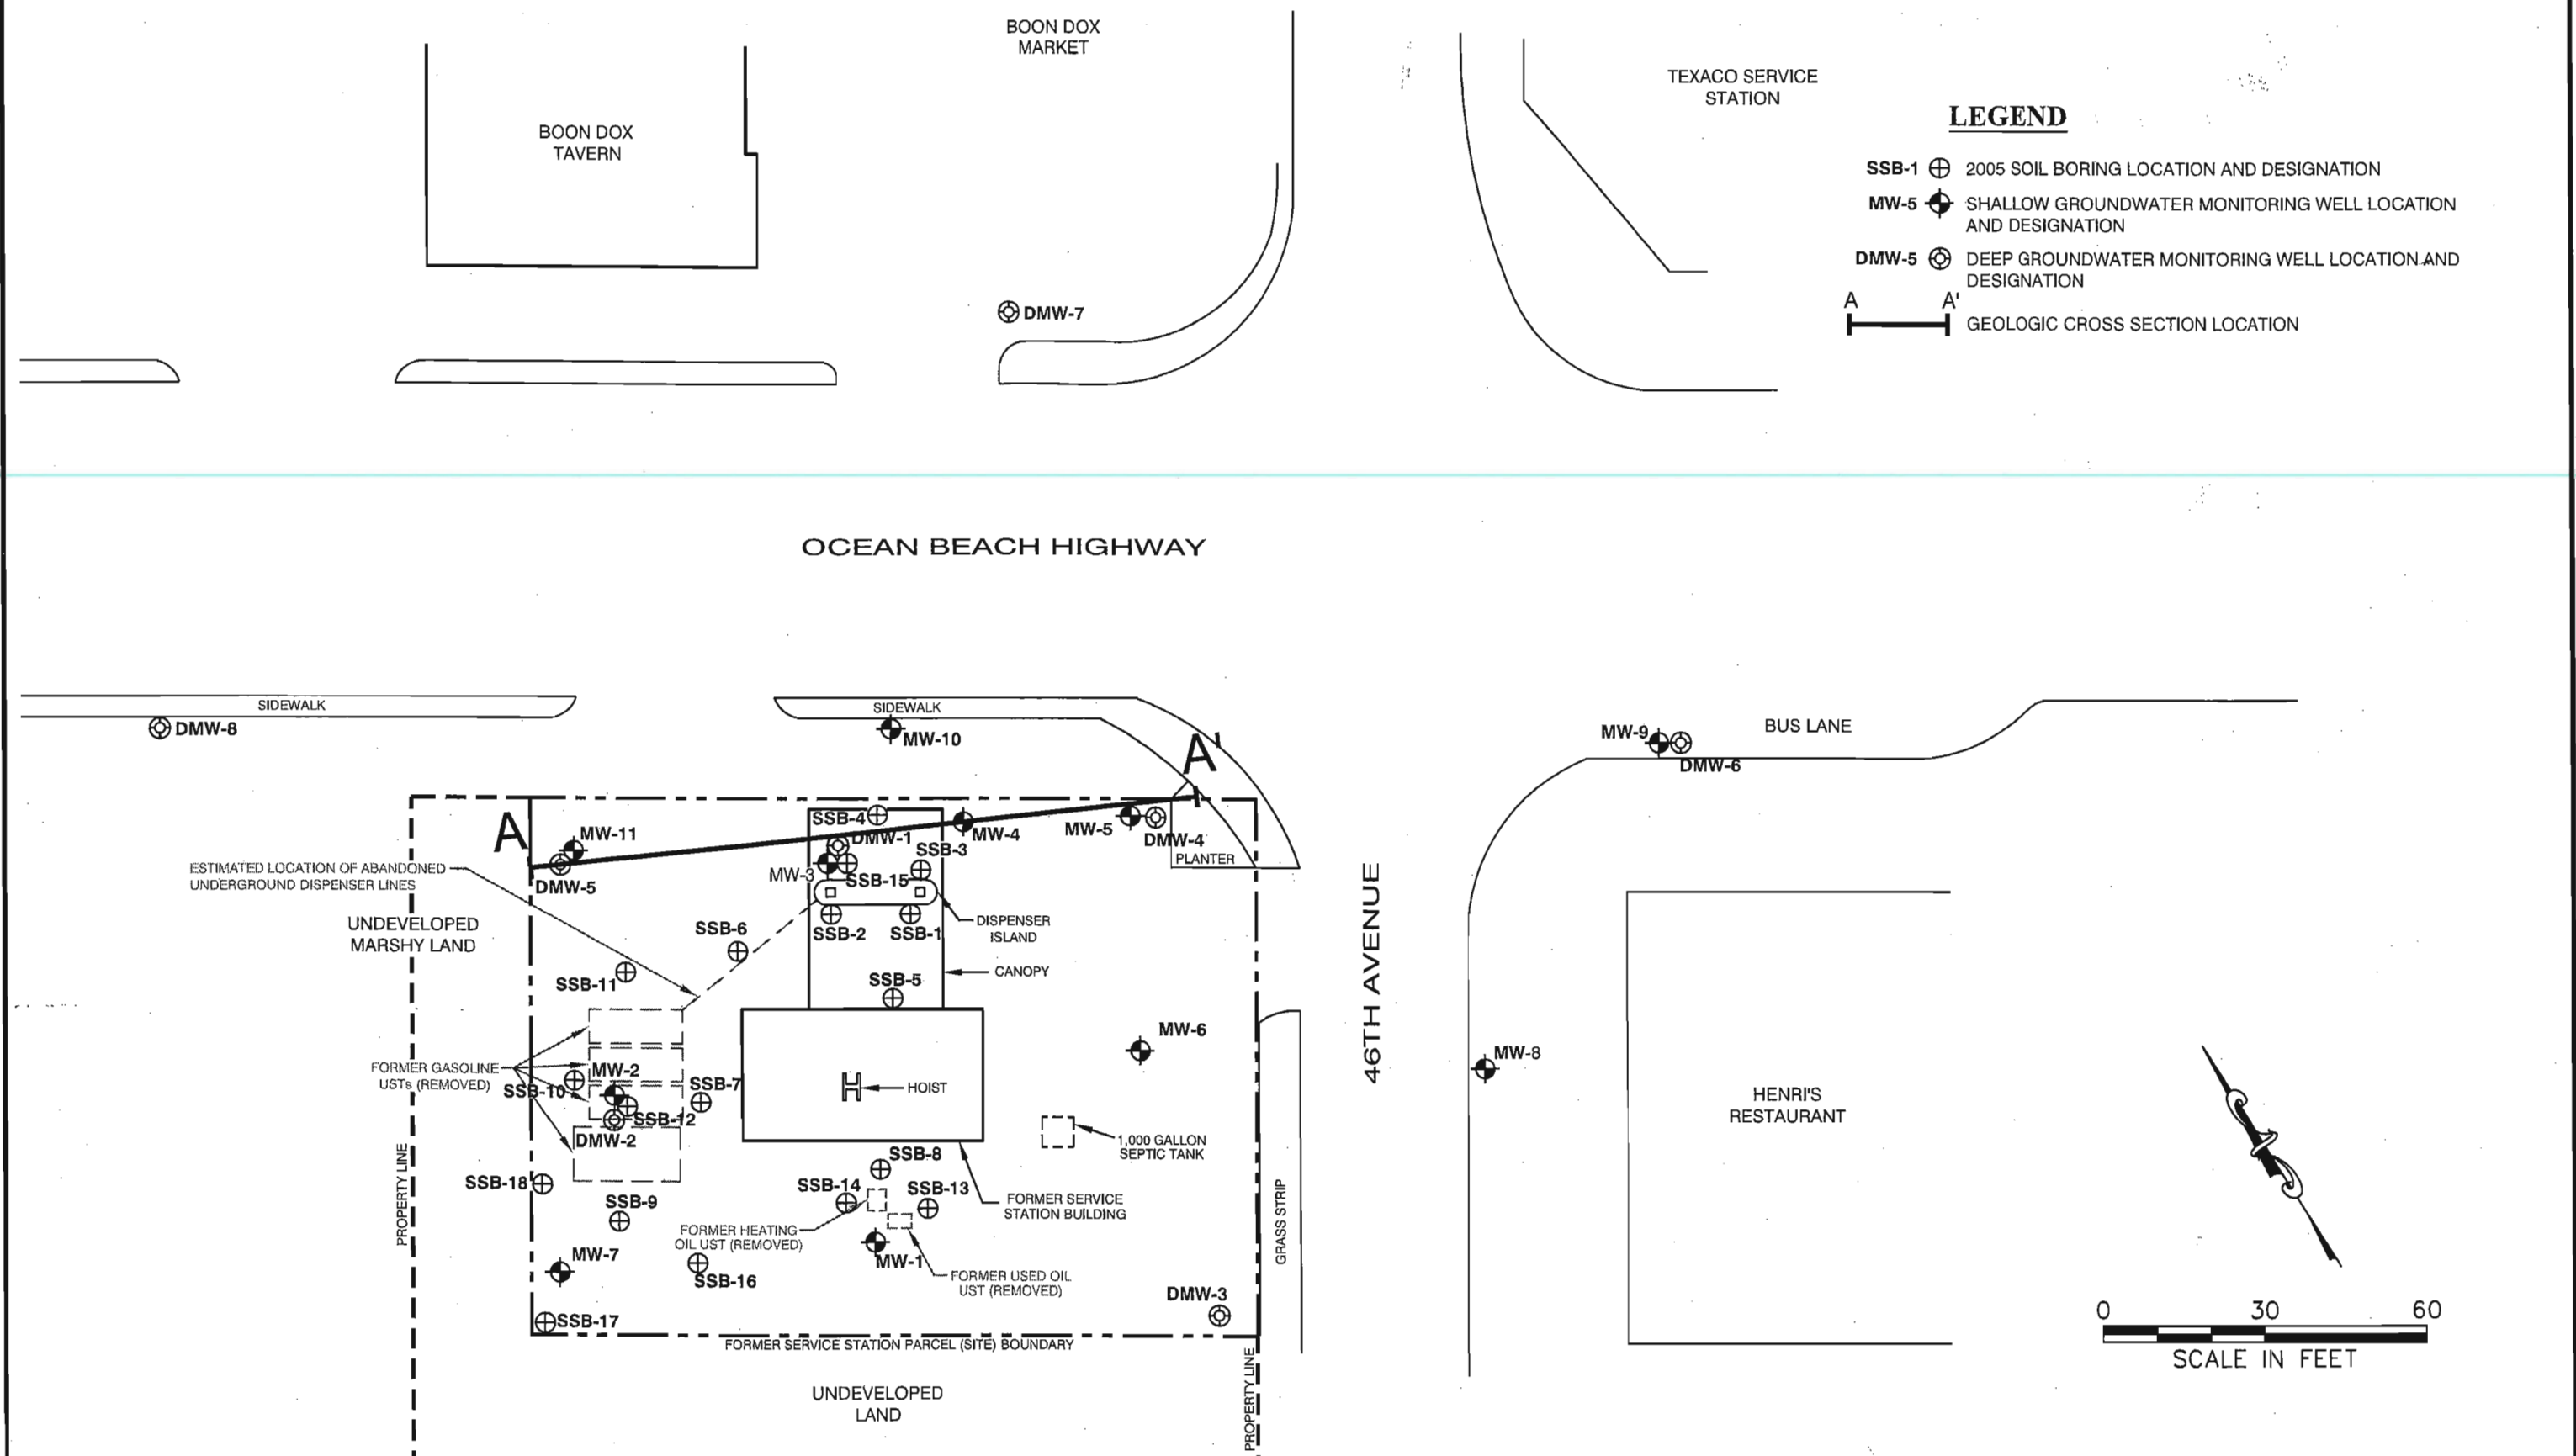 BOON DOX
MARKET
TEXACO SERVICE
STATION
BOON DOX
TAVERN
LEGEND
SSB-1 2005 SOIL BORING LOCATION AND DESIGNATION
MW-5 SHALLOW GROUNDWATER MONITORING WELL LOCATION
AND DESIGNATION
DMW-5 DEEP GROUNDWATER MONITORING WELL LOCATION AND
DESIGNATION
A A'
GEOLOGIC CROSS SECTION LOCATION
DMW-7
OCEAN BEACH HIGHWAY
SIDEWALK
SIDEWALK
DMW-8
MW-10
A'
MW-9
BUS LANE
DMW-6
A
MW-11
SSB-4
DMW-1
MW-4
MW-5
DMW-4
SSB-3
PLANTER
ESTIMATED LOCATION OF ABANDONED
UNDERGROUND DISPENSER LINES
DMW-5
MW-3
SSB-15
UNDEVELOPED
MARSHY LAND
SSB-6
SSB-2
SSB-1
DISPENSER
ISLAND
46TH AVENUE
SSB-11
SSB-5
CANOPY
MW-6
MW-8
FORMER GASOLINE
USTs (REMOVED)
MW-2
SSB-10
SSB-7
H
HOIST
SSB-12
DMW-2
HENRI'S
RESTAURANT
1,000 GALLON
SEPTIC TANK
SSB-8
SSB-18
SSB-14
SSB-13
SSB-9
FORMER SERVICE
STATION BUILDING
PROPERTY LINE
GRASS STRIP
FORMER HEATING
OIL UST (REMOVED)
MW-7
MW-1
SSB-16
FORMER USED OIL
UST (REMOVED)
DMW-3
SSB-17
FORMER SERVICE STATION PARCEL (SITE) BOUNDARY
PROPERTY LINE
UNDEVELOPED
LAND
0 30 60
SCALE IN FEET